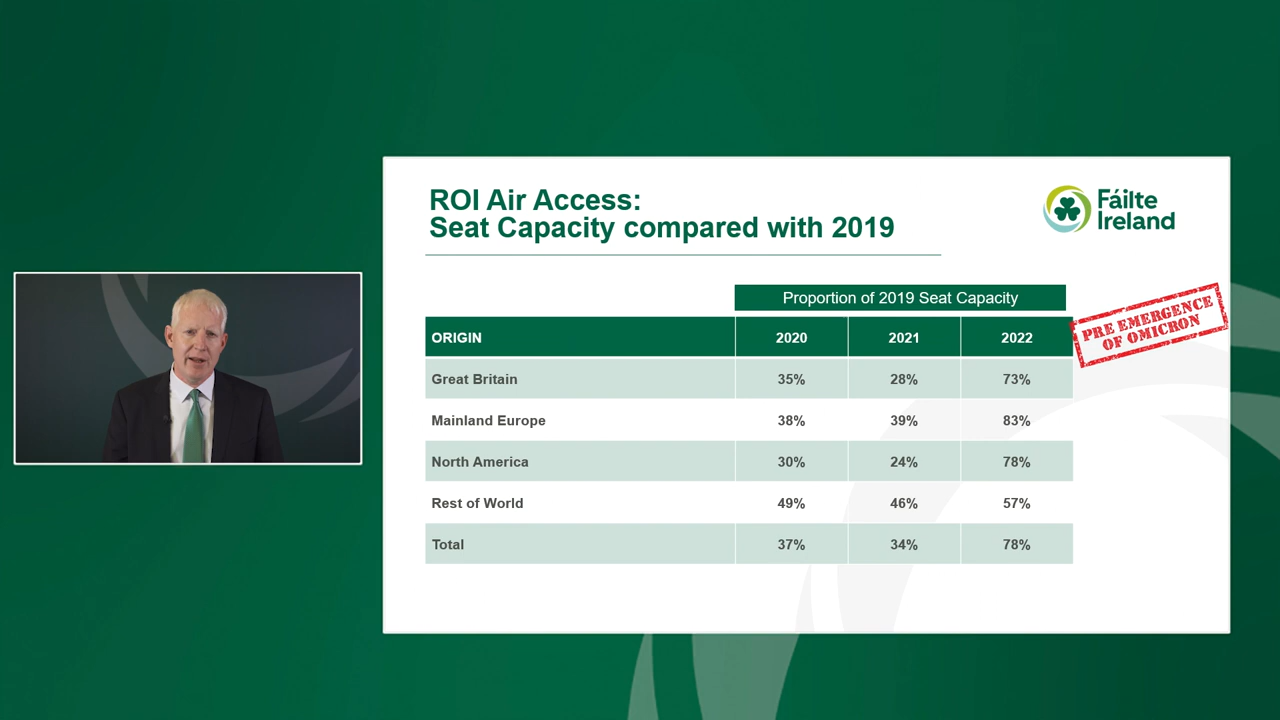 ROI Air Access:
Seat Capacity compared with 2019
Fáilte
Ireland
Proportion of 2019 Seat Capacity
ORIGIN 2020 2021 2022
PRE EMERGENCE
OF OMICRON
Great Britain 35% 28% 73%
Mainland Europe 38% 39% 83%
North America 30% 24% 78%
Rest of World 49% 46% 57%
Total 37% 34% 78%